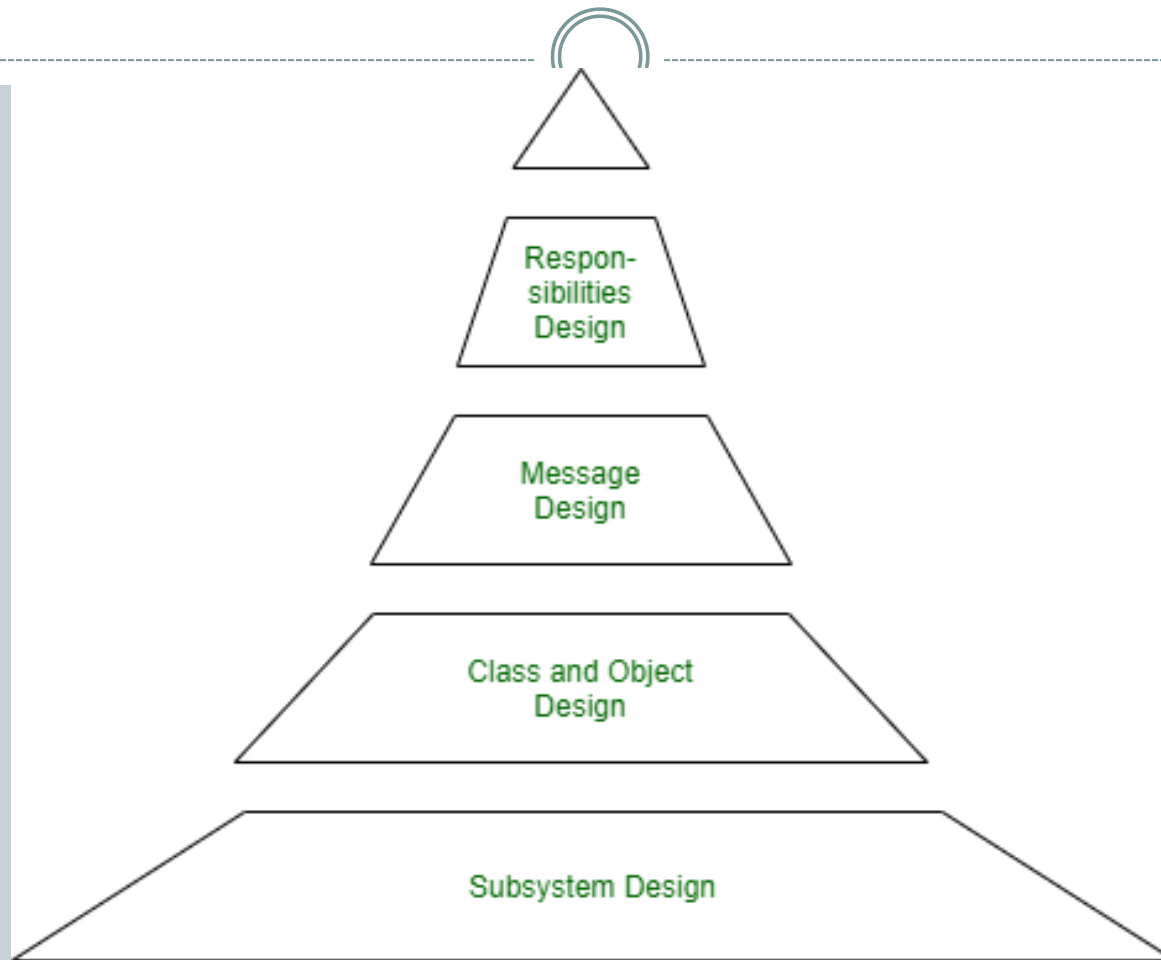 Respon-
sibilities
Design
Message
Design
Class and Object
Design
Subsystem Design